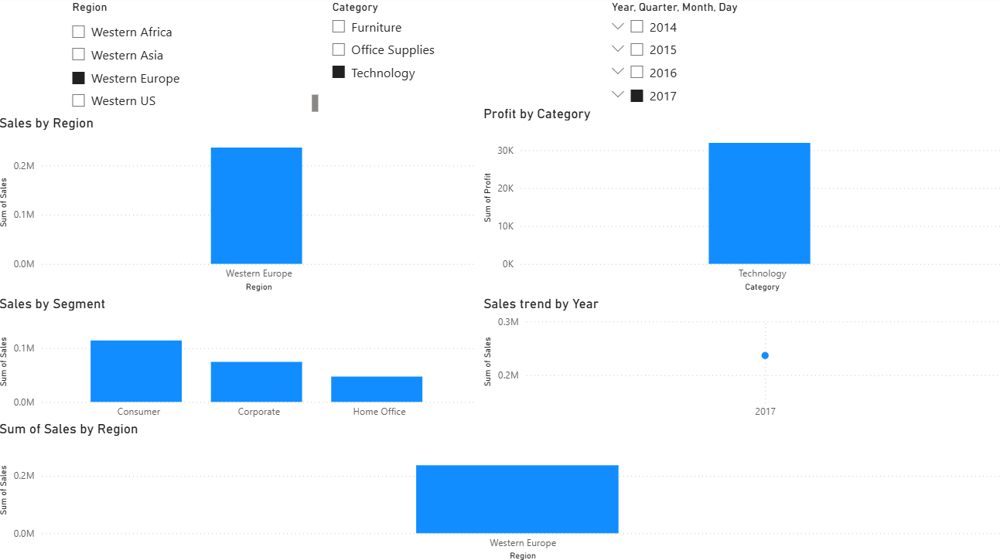 Region
Western Africa
Western Asia
Western Europe
Western US
Category
Furniture
Office Supplies
Technology
Year, Quarter, Month, Day
2014
2015
2016
2017
Sales by Region
Sum of Sales
0.2M
0.1M
0.0M
Western Europe
Region
Profit by Category
Sum of Profit
30K
20K
10K
0K
Technology
Category
Sales by Segment
Sum of Sales
0.1M
0.0M
Consumer
Corporate
Home Office
Sales trend by Year
Sum of Sales
0.3M
0.2M
2017
Sum of Sales by Region
Sum of Sales
0.2M
0.0M
Western Europe
Region